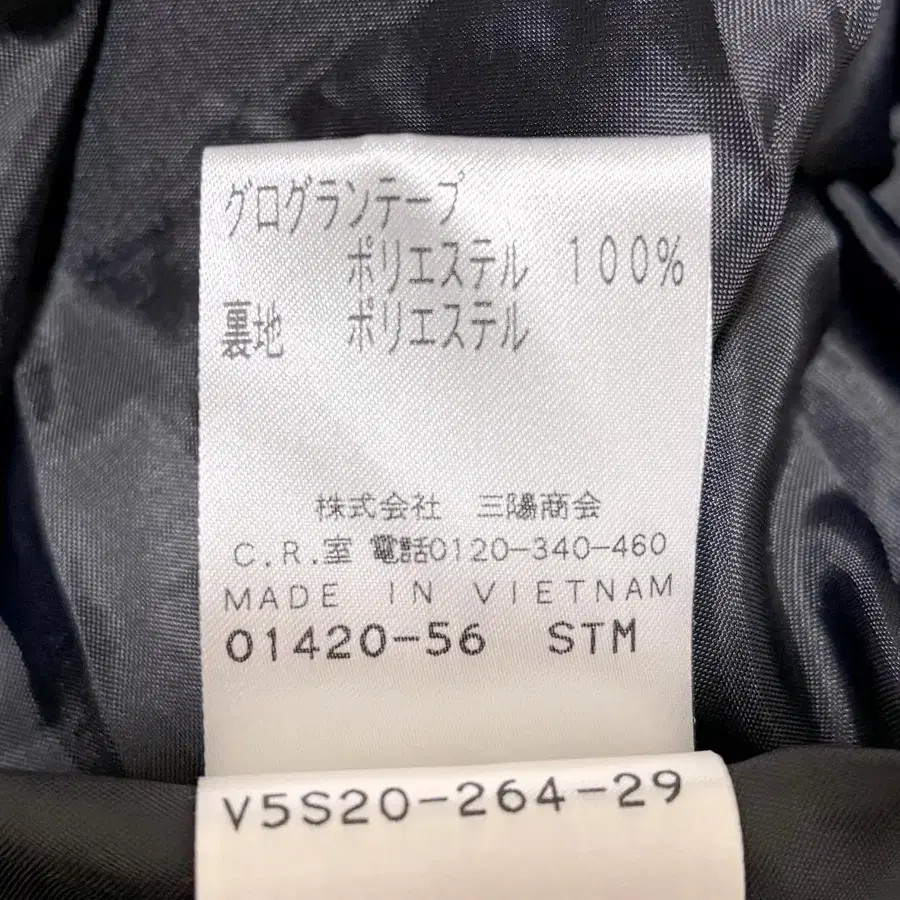 グログランテープ
ポリエステル 100%
裏地 ポリエステル
株式会社 三陽商会
C.R.室 電話0120-340-460
MADE IN VIETNAM
01420-56 STM
V5S20-264-29